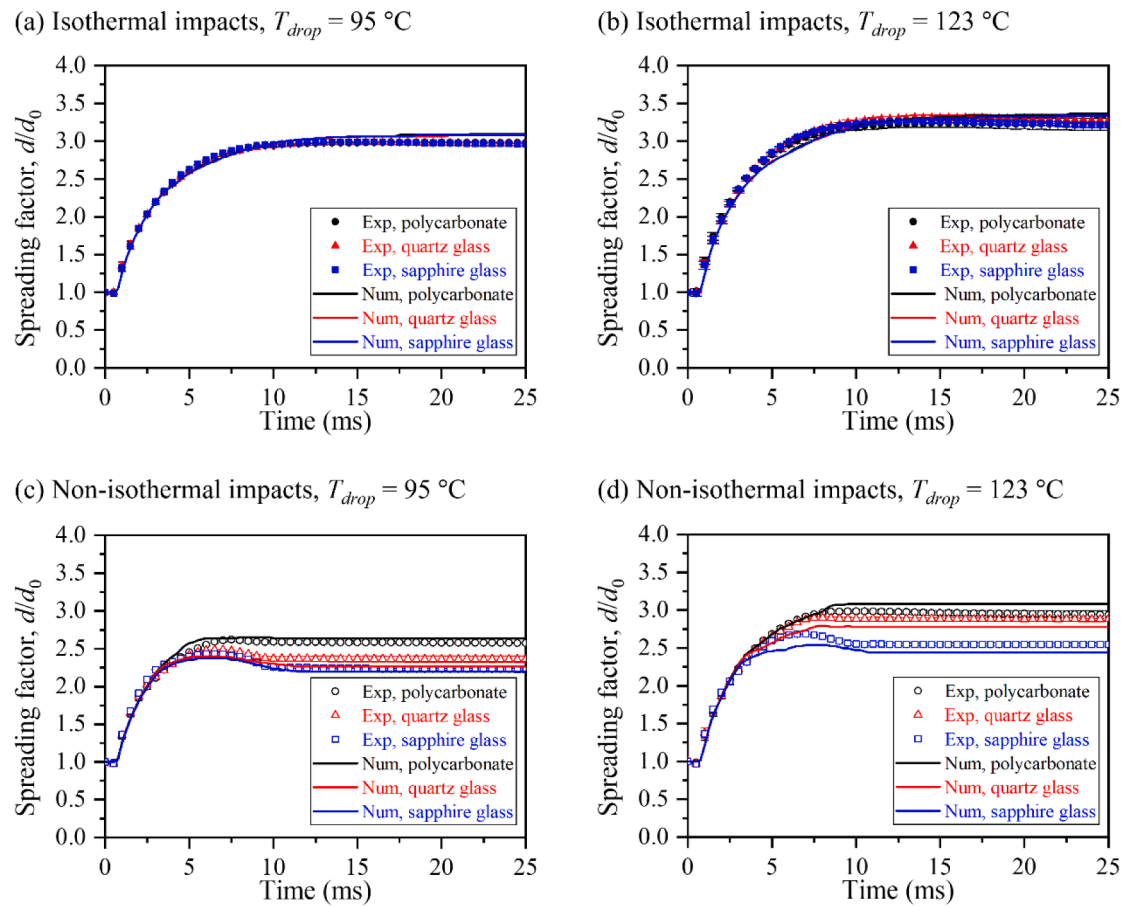 (a) Isothermal impacts, T_drop = 95 °C
4.0
3.5
3.0
2.5
2.0
1.5
1.0
0.5
0.0
Spreading factor, d/d₀
Exp, polycarbonate
Exp, quartz glass
Exp, sapphire glass
Num, polycarbonate
Num, quartz glass
Num, sapphire glass
0 5 10 15 20 25
Time (ms)
(b) Isothermal impacts, T_drop = 123 °C
4.0
3.5
3.0
2.5
2.0
1.5
1.0
0.5
0.0
Spreading factor, d/d₀
Exp, polycarbonate
Exp, quartz glass
Exp, sapphire glass
Num, polycarbonate
Num, quartz glass
Num, sapphire glass
0 5 10 15 20 25
Time (ms)
(c) Non-isothermal impacts, T_drop = 95 °C
4.0
3.5
3.0
2.5
2.0
1.5
1.0
0.5
0.0
Spreading factor, d/d₀
Exp, polycarbonate
Exp, quartz glass
Exp, sapphire glass
Num, polycarbonate
Num, quartz glass
Num, sapphire glass
0 5 10 15 20 25
Time (ms)
(d) Non-isothermal impacts, T_drop = 123 °C
4.0
3.5
3.0
2.5
2.0
1.5
1.0
0.5
0.0
Spreading factor, d/d₀
Exp, polycarbonate
Exp, quartz glass
Exp, sapphire glass
Num, polycarbonate
Num, quartz glass
Num, sapphire glass
0 5 10 15 20 25
Time (ms)